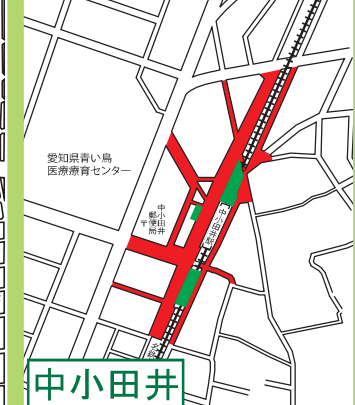 愛知県青い鳥
医療療育センター
中小田井
郵便局
〒
中小田井駅
名鉄
中小田井